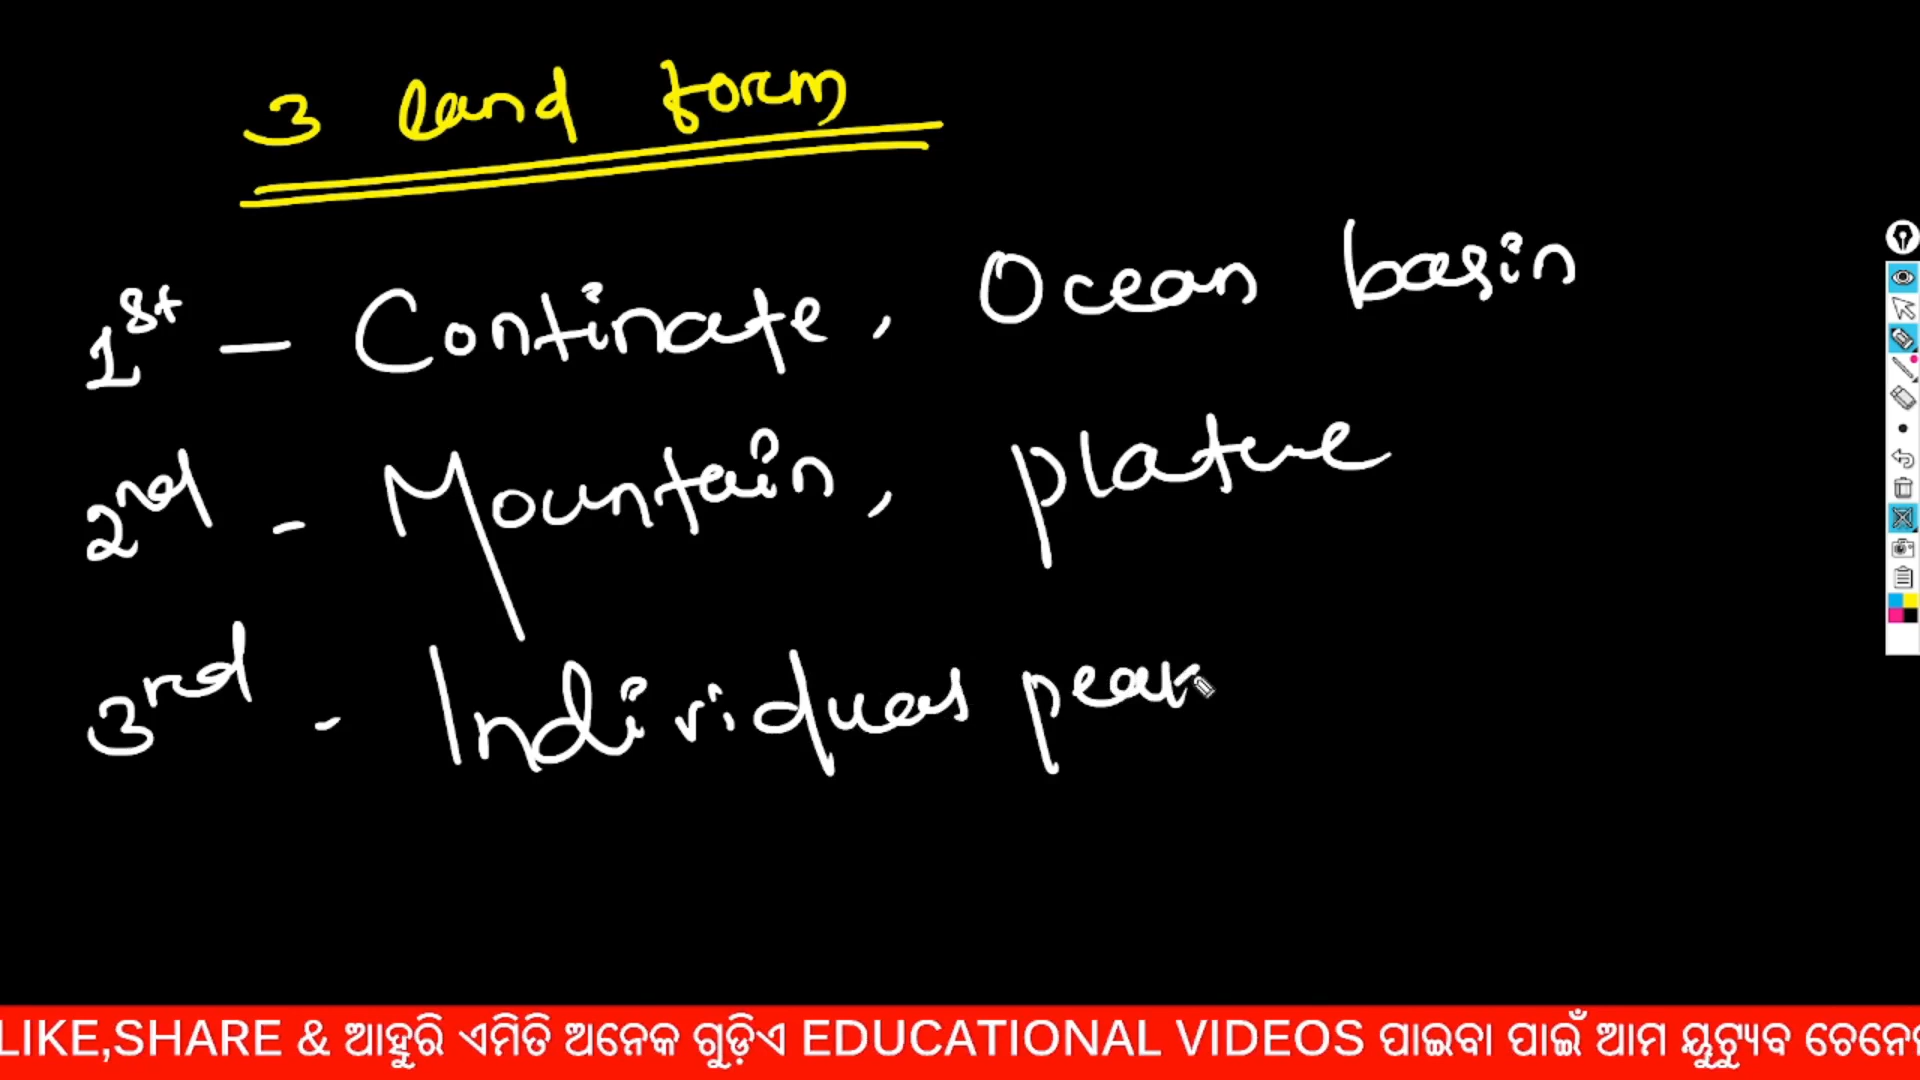 3 land form
1st - Continate, Ocean basin
2nd - Mountain, plature
3rd - Individual pear
LIKE,SHARE & ଆହୁରି ଏମିତି ଅନେକ ଗୁଡ଼ିଏ EDUCATIONAL VIDEOS ପାଇବା ପାଇଁ ଆମ ୟୁଟ୍ୟୁବ ଚେନେ